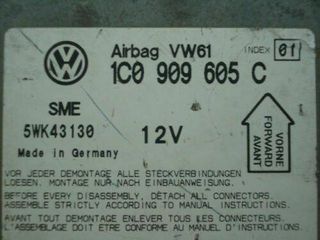 Airbag VW61 INDEX 01
1C0 909 605 C
SME
5WK43130 12V
Made in Germany
VORNE
FORWARD
AVANT
VOR JEDER DEMONTAGE ALLE STECKVERBINDUNGEN
LOESEN. MONTAGE NUR NACH EINBAUANWEISUNG.
BEFORE EVERY DISASSEMBLY, DETACH ALL CONNECTORS.
ASSEMBLE STRICTLY ACCORDING TO MANUAL INSTRUCTIONS.
AVANT TOUT DEMONTAGE ENLEVER TOUS LES CONNECTEURS.
L'ASSEMBLAGE DOIT ETRE CONFORME AU MANUEL D'INSTRUCTIONS.